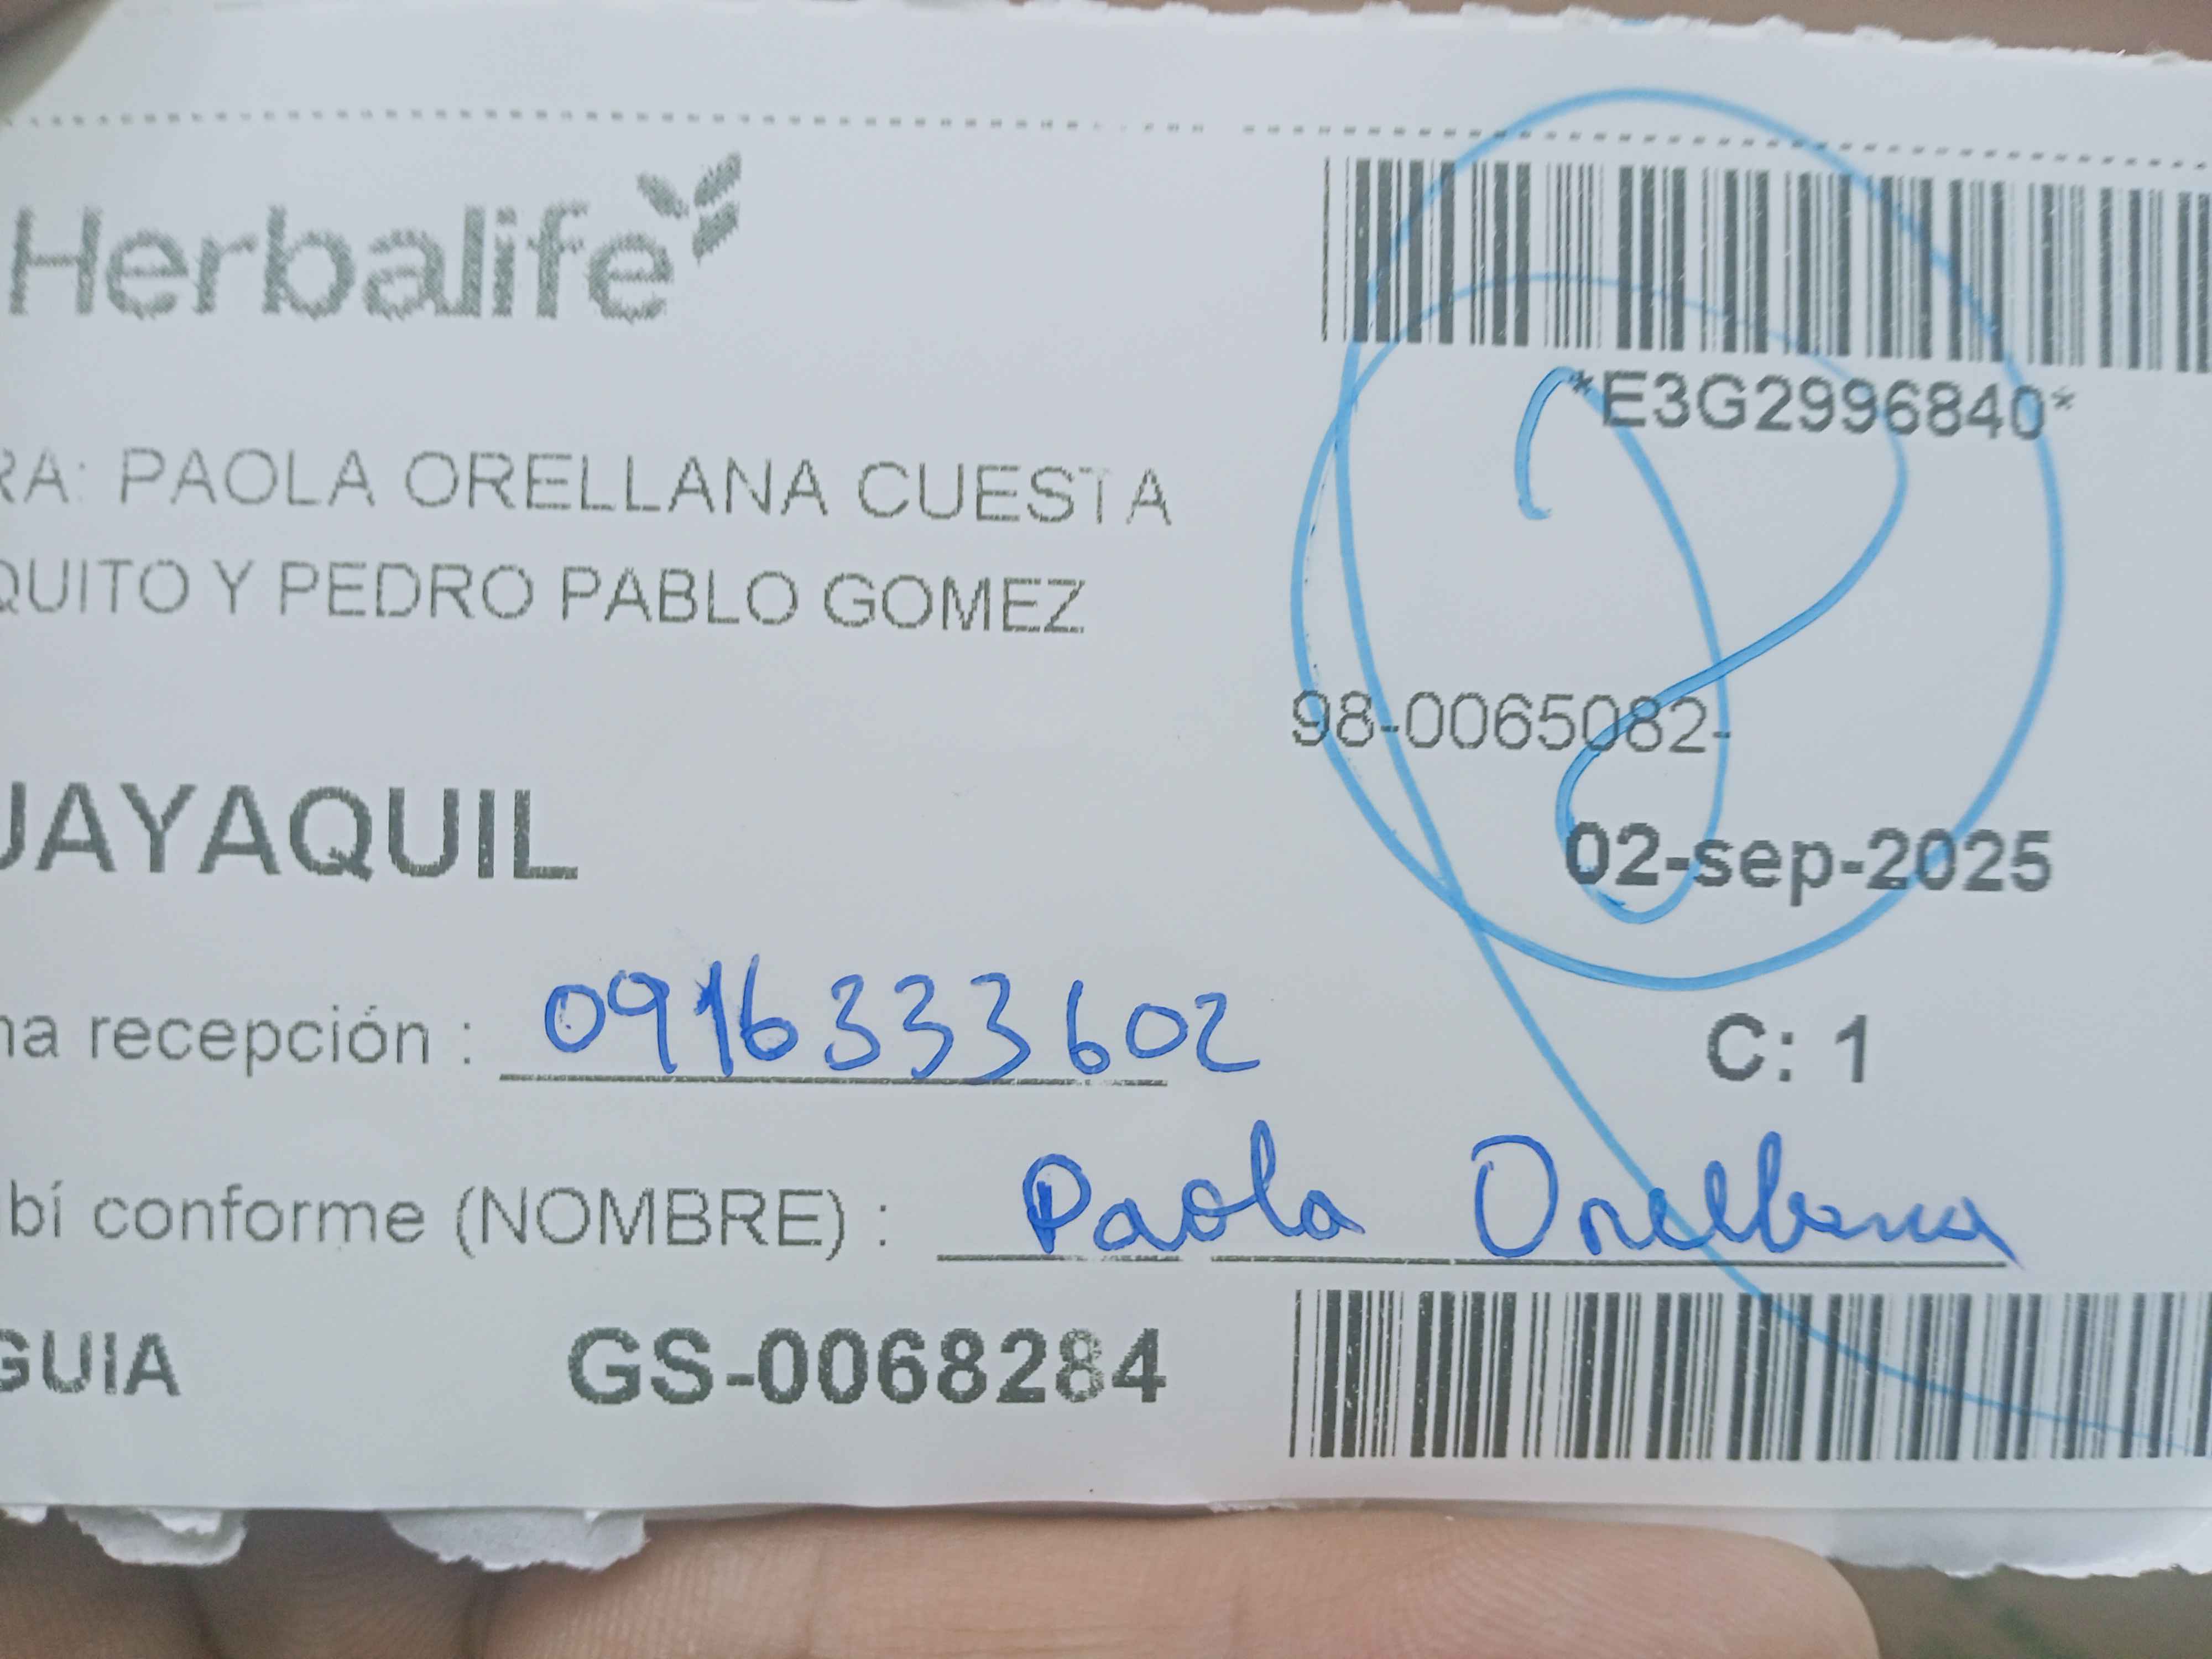 Herbalife
*E3G2996840*
RA: PAOLA ORELLANA CUESTA
QUITO Y PEDRO PABLO GOMEZ
98-0065082-
UAYAQUIL
02-sep-2025
na recepción : 0916333602
C: 1
bí conforme (NOMBRE) : Paola Orellana
GUIA GS-0068284